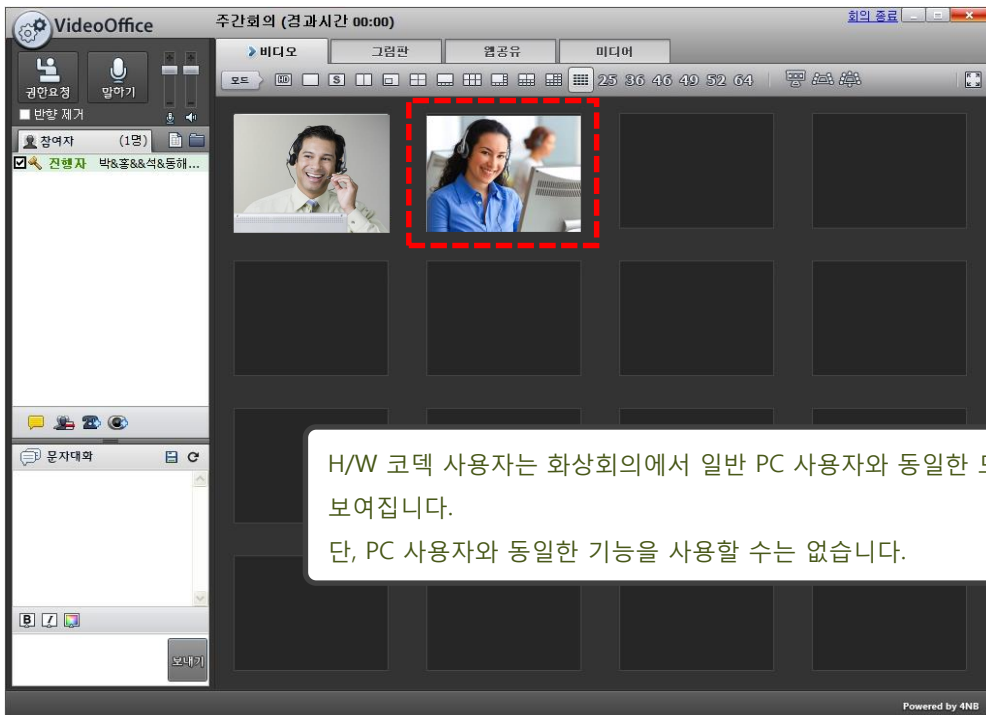 VideoOffice
주간회의 (경과시간 00:00)
회의 종료
비디오
그림판
웹공유
미디어
권한요청
말하기
모드
HD
S
25 36 46 49 52 64
반향 제거
참여자 (1명)
진행자 박&홍&&석&동해...
H/W 코덱 사용자는 화상회의에서 일반 PC 사용자와 동일한
보여집니다.
단, PC 사용자와 동일한 기능을 사용할 수는 없습니다.
문자대화
B I
보내기
Powered by 4NB